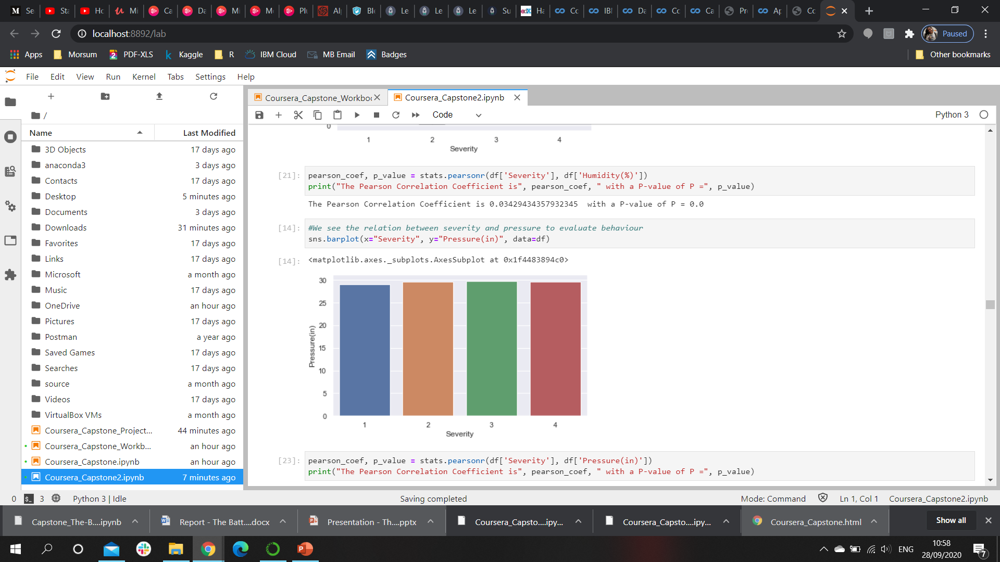 M Se
Sta
Ho
Mi
Ca
Da
Mi
Mo
Plu
Al
Ble
Le
Le
Le
Su
edX Ha
Co
IBI
Da
Co
Ca
Pr
Ap
Co
localhost:8892/lab
Paused
Apps
Morsum
PDF-XLS
Kaggle
R
IBM Cloud
MB Email
Badges
Other bookmarks
File Edit View Run Kernel Tabs Settings Help
Coursera_Capstone_Workboo
Coursera_Capstone2.ipynb
/
Code
Python 3
Name Last Modified
3D Objects 17 days ago
anaconda3 3 days ago
Contacts 17 days ago
Desktop 5 minutes ago
Documents 3 days ago
Downloads 31 minutes ago
Favorites 17 days ago
Links 17 days ago
Microsoft a month ago
Music 17 days ago
OneDrive an hour ago
Pictures 17 days ago
Postman a year ago
Saved Games 17 days ago
Searches 17 days ago
source a month ago
Videos 17 days ago
VirtualBox VMs a month ago
Coursera_Capstone_Project... 44 minutes ago
Coursera_Capstone_Workb... an hour ago
Coursera_Capstone.ipynb an hour ago
Coursera_Capstone2.ipynb 7 minutes ago
0
1 2 3 4
Severity
[21]: pearson_coef, p_value = stats.pearsonr(df['Severity'], df['Humidity(%)'])
print("The Pearson Correlation Coefficient is", pearson_coef, " with a P-value of P =", p_value)
The Pearson Correlation Coefficient is 0.03429434357932345  with a P-value of P = 0.0
[14]: #We see the relation between severity and pressure to evaluate behaviour
sns.barplot(x="Severity", y="Pressure(in)", data=df)
[14]: <matplotlib.axes._subplots.AxesSubplot at 0x1f4483894c0>
30
25
20
15
10
5
0
Pressure(in)
1 2 3 4
Severity
[23]: pearson_coef, p_value = stats.pearsonr(df['Severity'], df['Pressure(in)'])
print("The Pearson Correlation Coefficient is", pearson_coef, " with a P-value of P =", p_value)
0 $_ 3 Python 3 | Idle
Saving completed
Mode: Command
Ln 1, Col 1
Coursera_Capstone2.ipynb
Capstone_The-B....ipynb
Report - The Batt....docx
Presentation - Th....pptx
Coursera_Capsto....ipy...
Coursera_Capsto....ipy...
Coursera_Capstone.html
Show all
ENG
10:58
28/09/2020
7